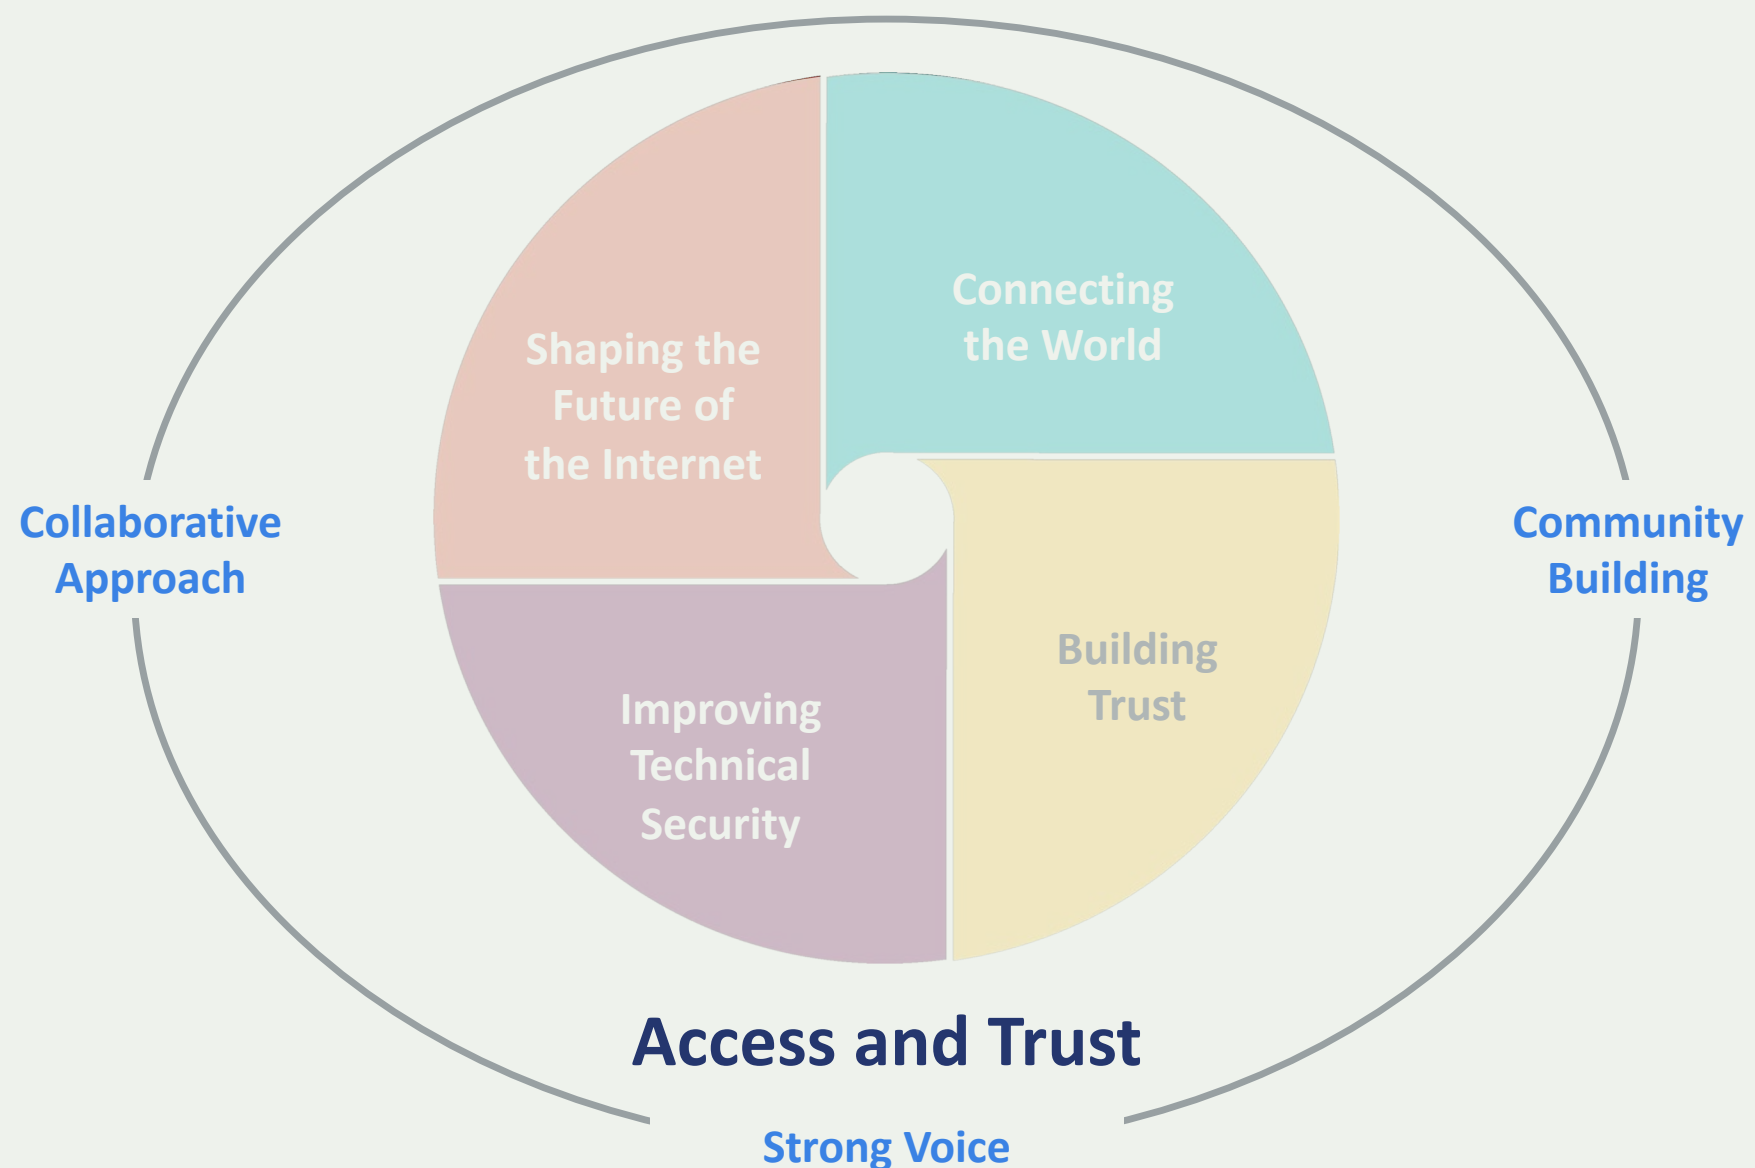 Connecting
the World
Shaping the
Future of
the Internet
Collaborative
Approach
Community
Building
Building
Trust
Improving
Technical
Security
Access and Trust
Strong Voice